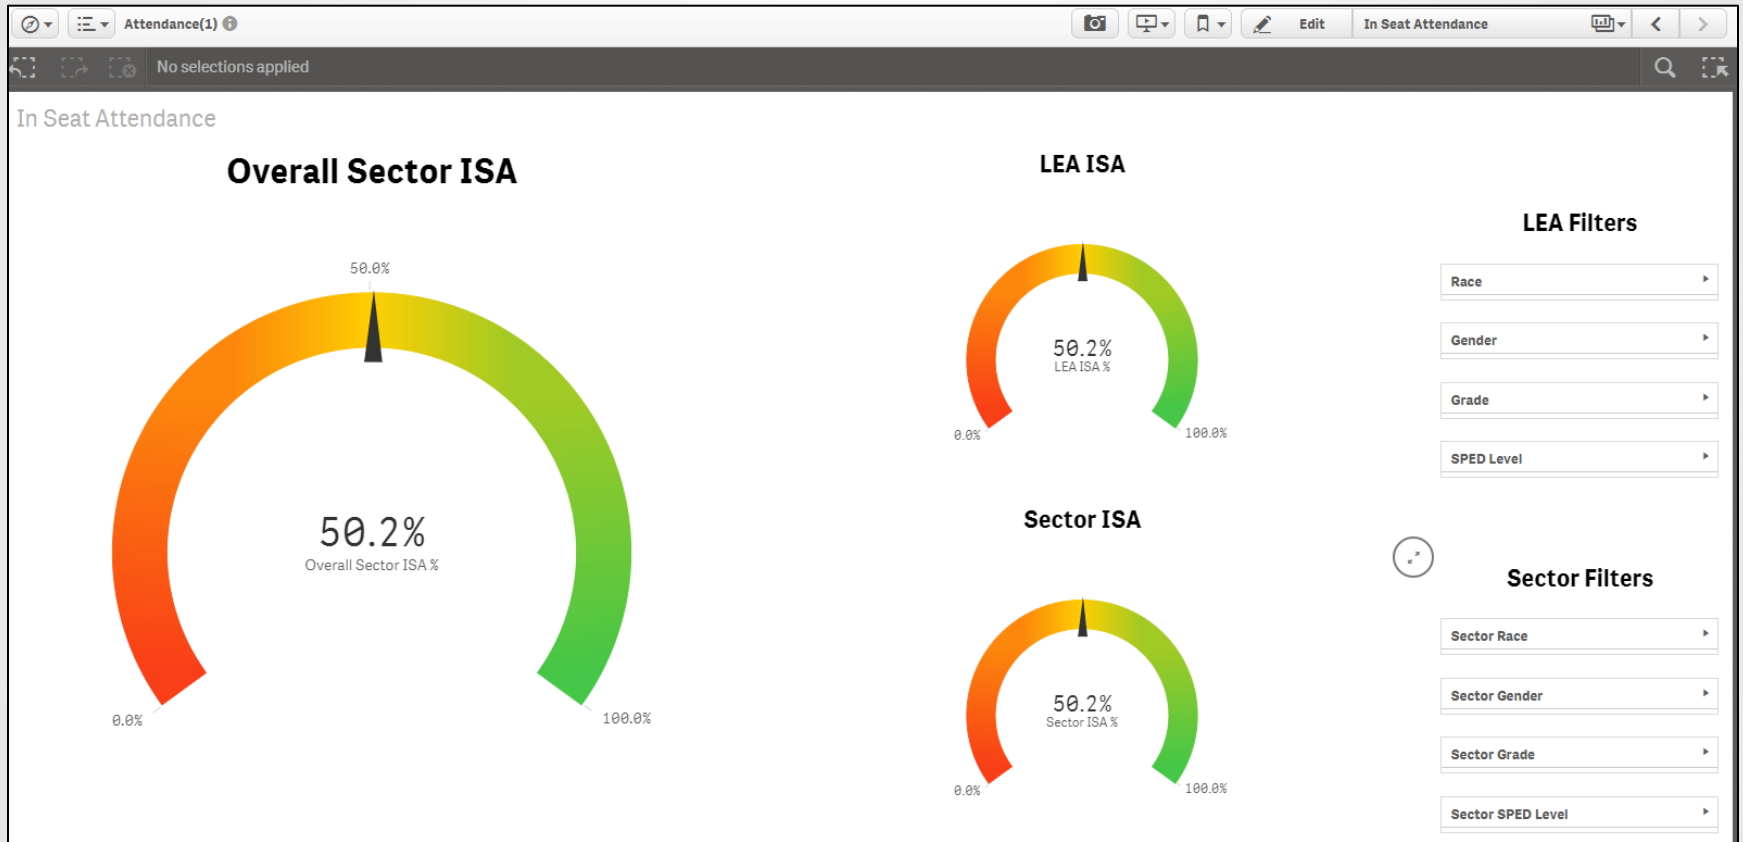 Attendance(1)
Edit
In Seat Attendance
No selections applied
In Seat Attendance
Overall Sector ISA
50.0%
50.2%
Overall Sector ISA %
0.0%
100.0%
LEA ISA
50.2%
LEA ISA %
0.0%
100.0%
Sector ISA
50.2%
Sector ISA %
0.0%
100.0%
LEA Filters
Race
Gender
Grade
SPED Level
Sector Filters
Sector Race
Sector Gender
Sector Grade
Sector SPED Level